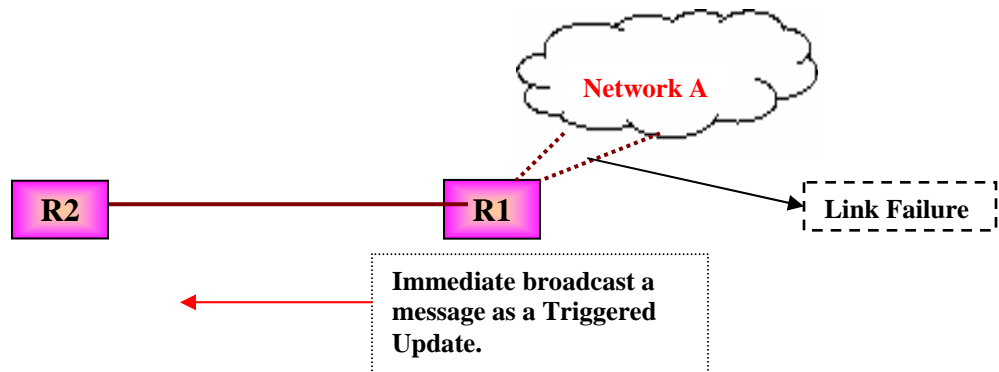 Network A
R2
R1
Link Failure
Immediate broadcast a
message as a Triggered
Update.